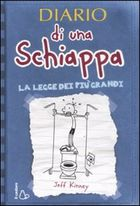 DIARIO
di una
Schiappa
LA LEGGE DEI PIÙ GRANDI
Jeff Kinney